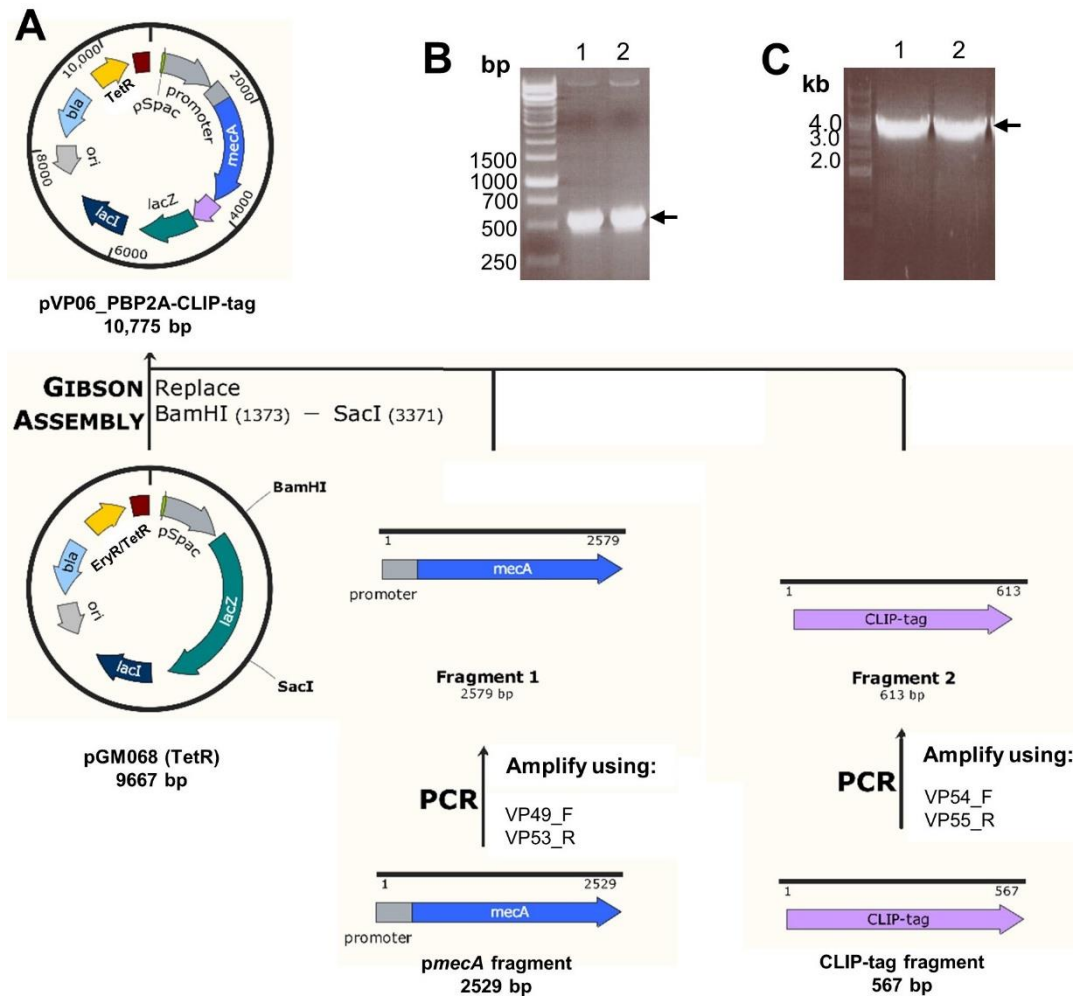 A
10,000
2000
4000
6000
8000
TetR
pSpac
promoter
mecA
lacZ
lacI
ori
bla
pVP06_PBP2A-CLIP-tag
10,775 bp
B
bp
1 2
1500
1000
700
500
250
C
kb
1 2
4.0
3.0
2.0
GIBSON
ASSEMBLY
Replace
BamHI (1373) – SacI (3371)
BamHI
SacI
EryR/TetR
pSpac
lacZ
lacI
ori
bla
pGM068 (TetR)
9667 bp
1 2579
mecA
promoter
Fragment 1
2579 bp
1 613
CLIP-tag
Fragment 2
613 bp
PCR
Amplify using:
VP49_F
VP53_R
PCR
Amplify using:
VP54_F
VP55_R
1 2529
mecA
promoter
pmecA fragment
2529 bp
1 567
CLIP-tag
CLIP-tag fragment
567 bp